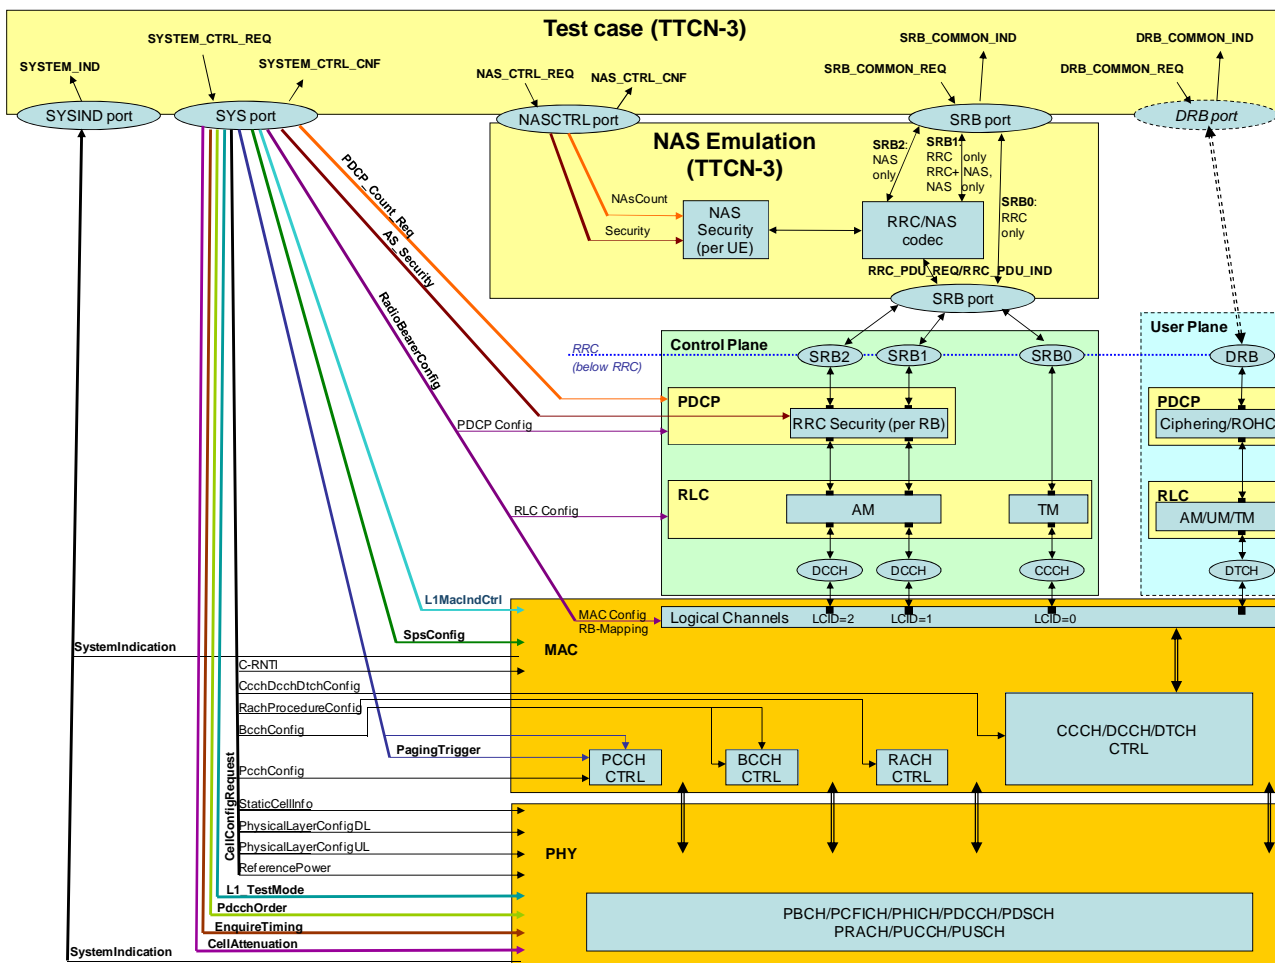 Test case (TTCN-3)
SYSTEM_CTRL_REQ
SYSTEM_IND
SYSTEM_CTRL_CNF
NAS_CTRL_REQ
NAS_CTRL_CNF
SRB_COMMON_IND
SRB_COMMON_REQ
DRB_COMMON_IND
DRB_COMMON_REQ
SYSIND port
SYS port
NASCTRL port
SRB port
DRB port
NAS Emulation
(TTCN-3)
SRB2:
NAS
only
SRB1:
RRC only
RRC+ NAS,
NAS only
SRB0:
RRC
only
PDCP_Count_Req
AS_Security
RadioBearerConfig
NAsCount
Security
NAS
Security
(per UE)
RRC/NAS
codec
RRC_PDU_REQ/RRC_PDU_IND
SRB port
Control Plane
User Plane
RRC
(below RRC)
SRB2
SRB1
SRB0
DRB
PDCP
RRC Security (per RB)
PDCP
Ciphering/ROHC
PDCP Config
RLC
AM
TM
RLC
AM/UM/TM
RLC Config
DCCH
DCCH
CCCH
DTCH
L1MacIndCtrl
MAC Config
RB-Mapping
Logical Channels
LCID=2
LCID=1
LCID=0
SpsConfig
MAC
SystemIndication
C-RNTI
CcchDcchDtchConfig
RachProcedureConfig
BcchConfig
PagingTrigger
PcchConfig
PCCH
CTRL
BCCH
CTRL
RACH
CTRL
CCCH/DCCH/DTCH
CTRL
CellConfigRequest
StaticCellInfo
PhysicalLayerConfigDL
PhysicalLayerConfigUL
ReferencePower
PHY
L1_TestMode
PdcchOrder
EnquireTiming
CellAttenuation
SystemIndication
PBCH/PCFICH/PHICH/PDCCH/PDSCH
PRACH/PUCCH/PUSCH